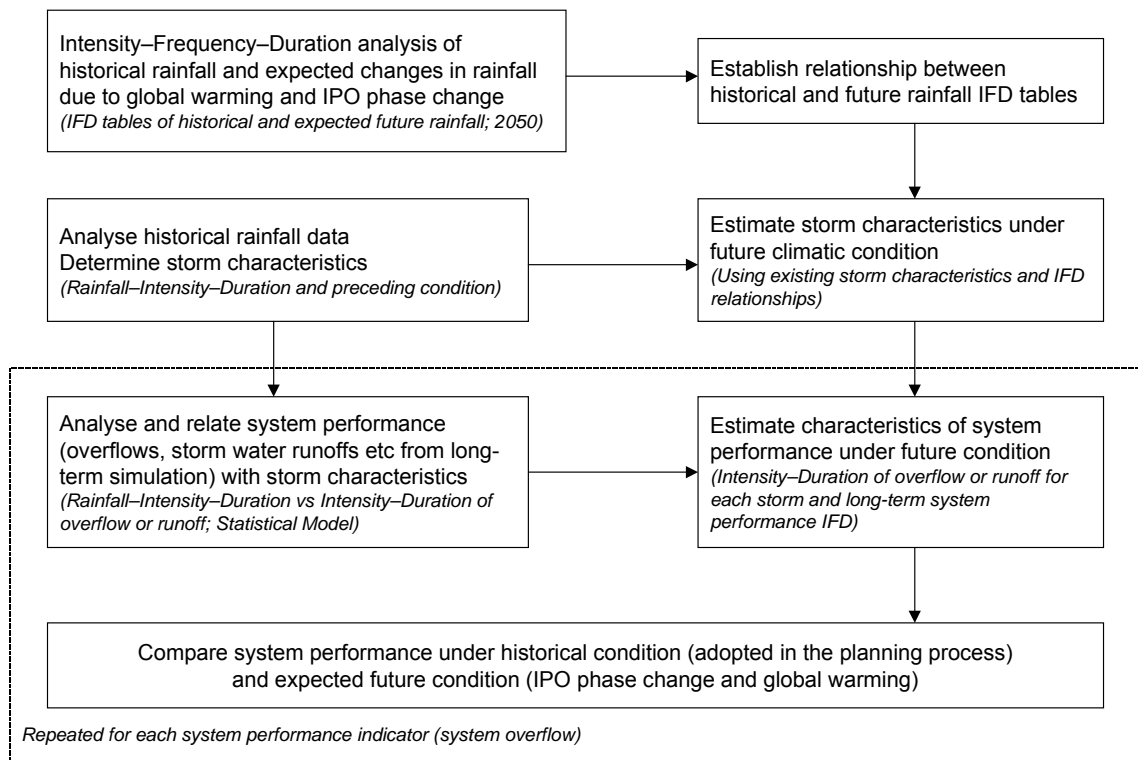 Intensity–Frequency–Duration analysis of
historical rainfall and expected changes in rainfall
due to global warming and IPO phase change
(IFD tables of historical and expected future rainfall; 2050)
Establish relationship between
historical and future rainfall IFD tables
Analyse historical rainfall data
Determine storm characteristics
(Rainfall–Intensity–Duration and preceding condition)
Estimate storm characteristics under
future climatic condition
(Using existing storm characteristics and IFD
relationships)
Analyse and relate system performance
(overflows, storm water runoffs etc from long-
term simulation) with storm characteristics
(Rainfall–Intensity–Duration vs Intensity–Duration of
overflow or runoff; Statistical Model)
Estimate characteristics of system
performance under future condition
(Intensity–Duration of overflow or runoff for
each storm and long-term system
performance IFD)
Compare system performance under historical condition (adopted in the planning process)
and expected future condition (IPO phase change and global warming)
Repeated for each system performance indicator (system overflow)